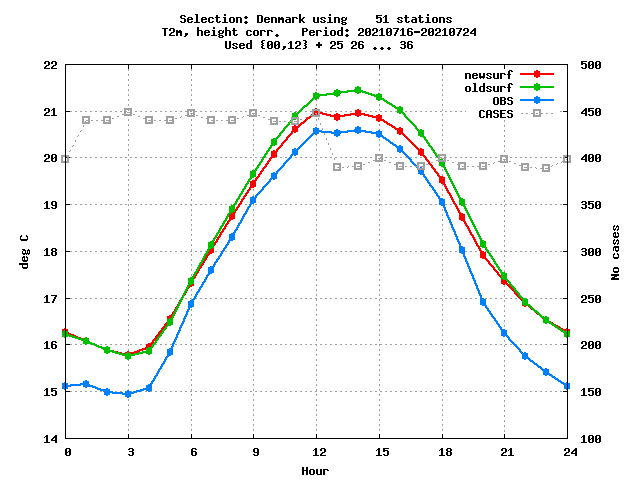 Selection: Denmark using    51 stations
T2m, height corr.   Period: 20210716-20210724
Used {00,12} + 25 26 ... 36
newsurf
oldsurf
OBS
CASES
22
21
20
19
18
17
16
15
14
deg C
500
450
400
350
300
250
200
150
100
No cases
0 3 6 9 12 15 18 21 24
Hour